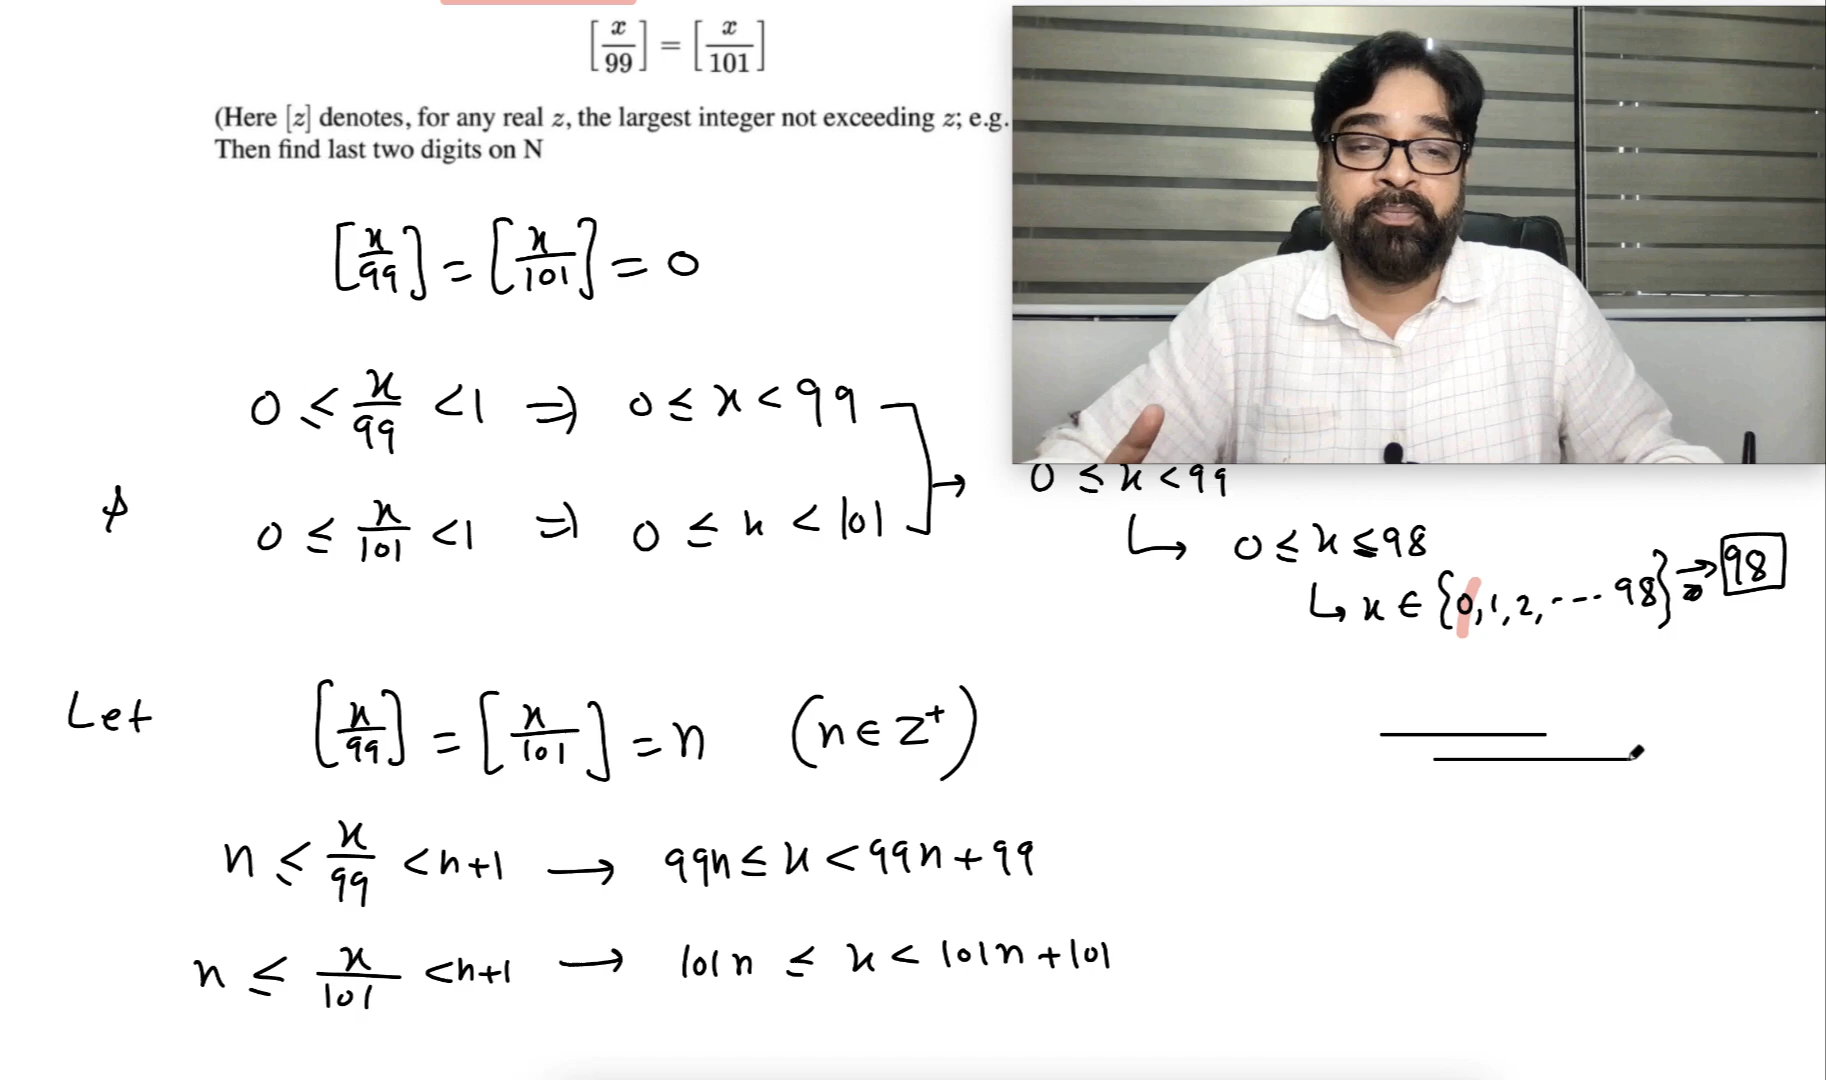 [x/99] = [x/101]
(Here [z] denotes, for any real z, the largest integer not exceeding z; e.g.
Then find last two digits on N
[x/99] = [x/101] = 0
0 ≤ x/99 < 1 ⇒ 0 ≤ x < 99
& 0 ≤ x/101 < 1 ⇒ 0 ≤ x < 101
→ 0 ≤ x < 99
↳ 0 ≤ x ≤ 98
↳ x ∈ {0, 1, 2, ---- 98} → 98
Let [x/99] = [x/101] = n (n ∈ Z⁺)
n ≤ x/99 < n+1 → 99n ≤ x < 99n + 99
n ≤ x/101 < n+1 → 101n ≤ x < 101n + 101